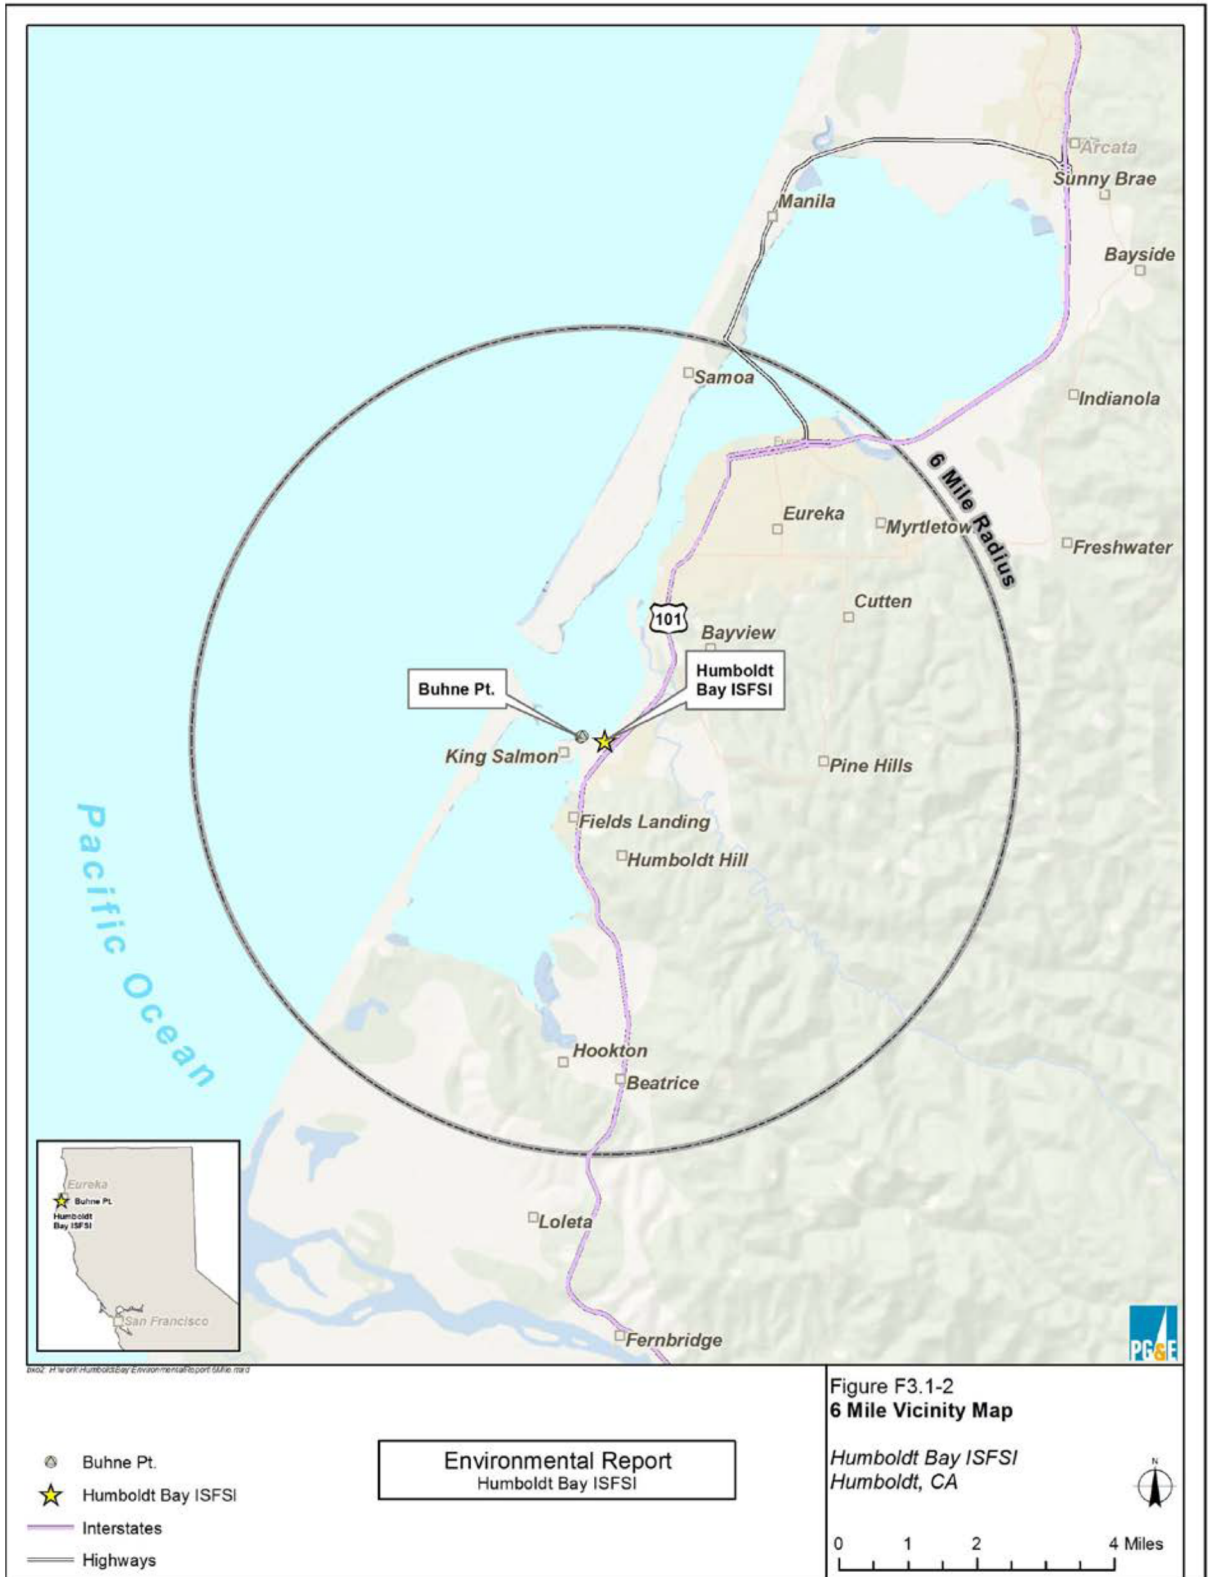 Arcata
Sunny Brae
Manila
Bayside
Samoa
Indianola
6 Mile Radius
Eureka
Myrtletow
Freshwater
101
Cutten
Bayview
Buhne Pt.
Humboldt
Bay ISFSI
King Salmon
Pine Hills
Fields Landing
Humboldt Hill
Pacific Ocean
Hookton
Beatrice
Eureka
Buhne Pt.
Humboldt
Bay ISFSI
San Francisco
Loleta
Fernbridge
PG&E
Figure F3.1-2
6 Mile Vicinity Map
Humboldt Bay ISFSI
Humboldt, CA
N
0 1 2 4 Miles
Environmental Report
Humboldt Bay ISFSI
Buhne Pt.
Humboldt Bay ISFSI
Interstates
Highways